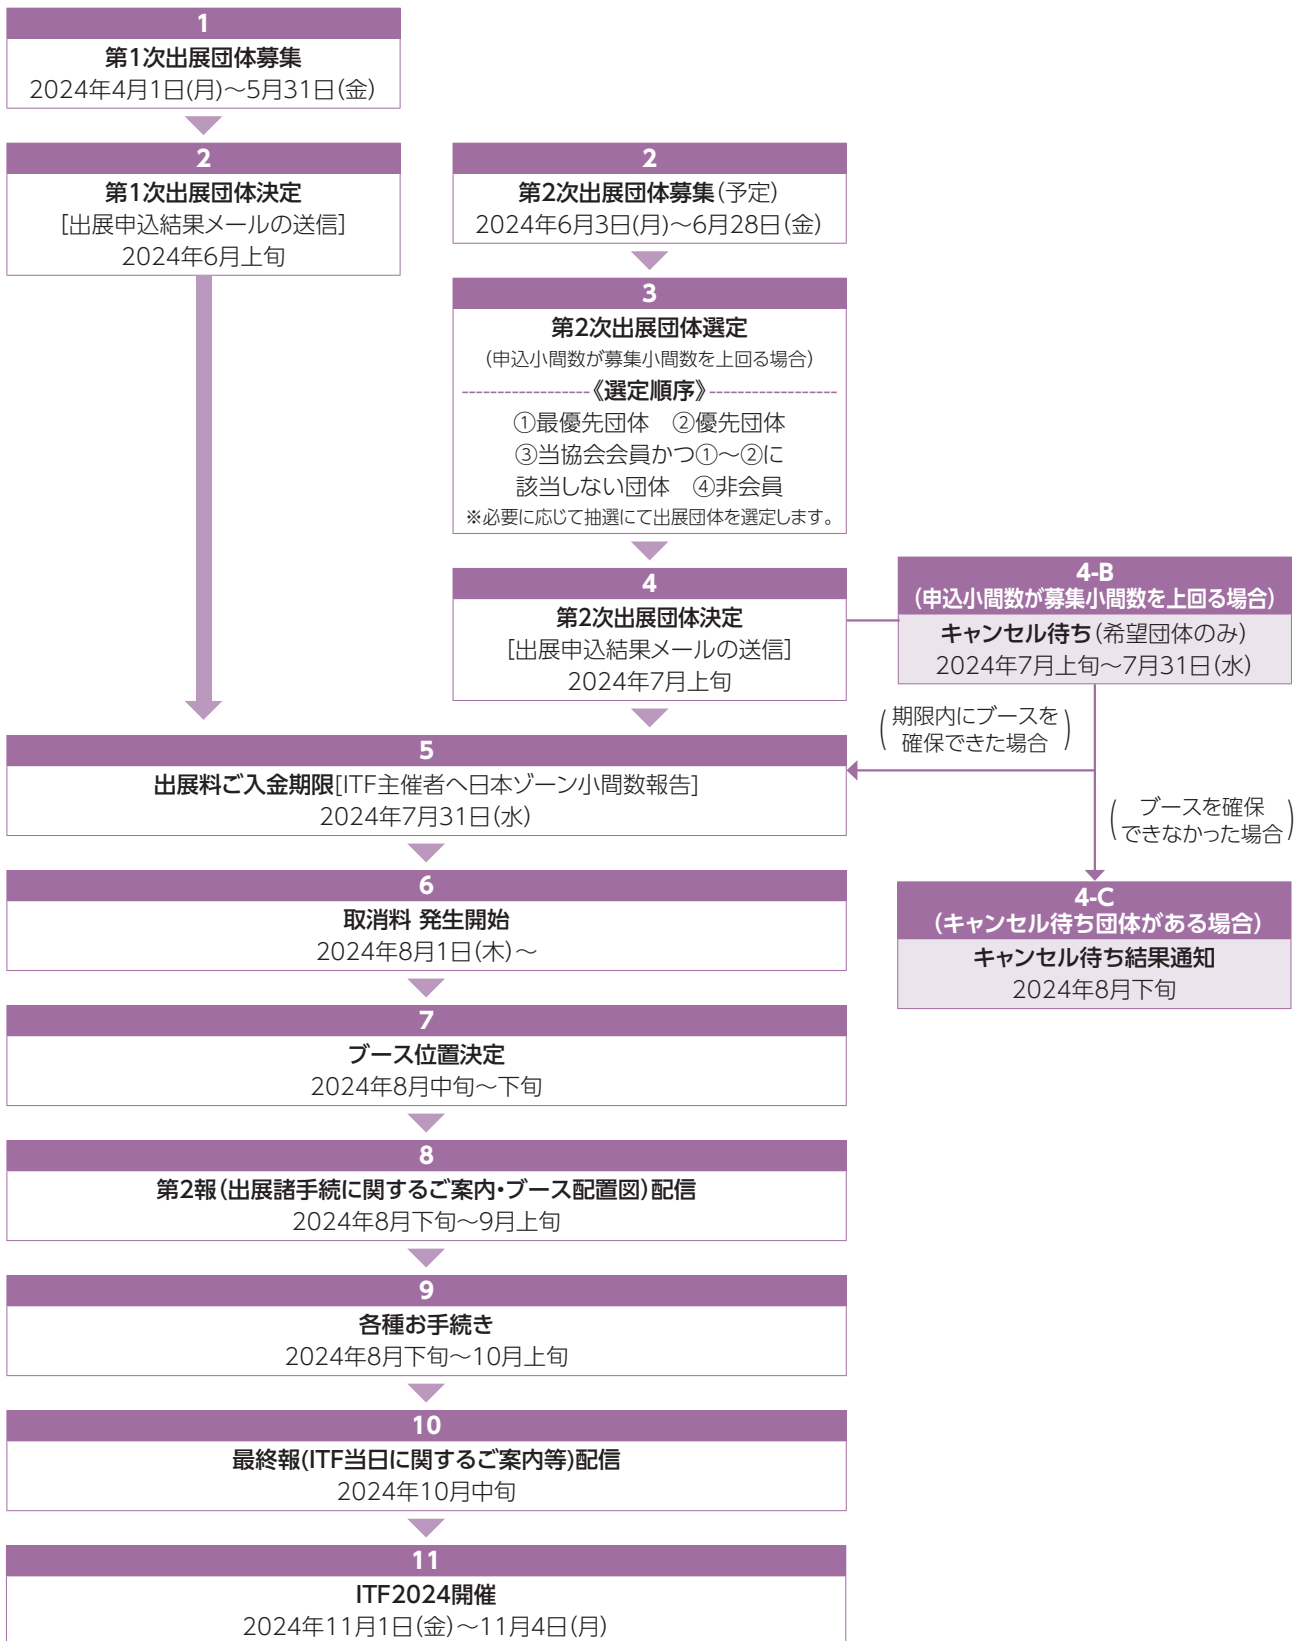 1
第1次出展団体募集
2024年4月1日(月)～5月31日(金)
2
第1次出展団体決定
[出展申込結果メールの送信]
2024年6月上旬
2
第2次出展団体募集(予定)
2024年6月3日(月)～6月28日(金)
3
第2次出展団体選定
(申込小間数が募集小間数を上回る場合)
《選定順序》
①最優先団体　②優先団体
③当協会会員かつ①～②に
該当しない団体　④非会員
※必要に応じて抽選にて出展団体を選定します。
4
第2次出展団体決定
[出展申込結果メールの送信]
2024年7月上旬
4-B
(申込小間数が募集小間数を上回る場合)
キャンセル待ち(希望団体のみ)
2024年7月上旬～7月31日(水)
(期限内にブースを
確保できた場合)
(ブースを確保
できなかった場合)
4-C
(キャンセル待ち団体がある場合)
キャンセル待ち結果通知
2024年8月下旬
5
出展料ご入金期限[ITF主催者へ日本ゾーン小間数報告]
2024年7月31日(水)
6
取消料 発生開始
2024年8月1日(木)～
7
ブース位置決定
2024年8月中旬～下旬
8
第2報(出展諸手続に関するご案内・ブース配置図)配信
2024年8月下旬～9月上旬
9
各種お手続き
2024年8月下旬～10月上旬
10
最終報(ITF当日に関するご案内等)配信
2024年10月中旬
11
ITF2024開催
2024年11月1日(金)～11月4日(月)